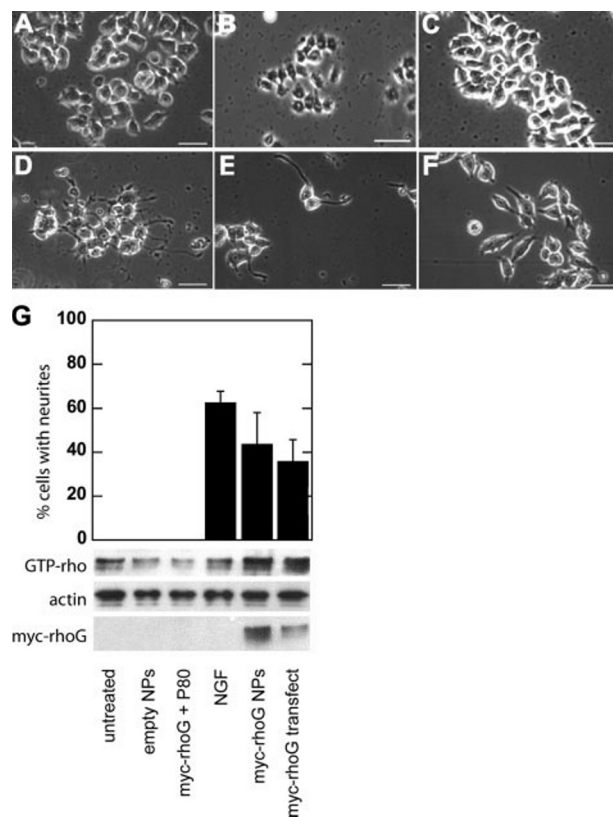 A
B
C
D
E
F
G
100
80
60
40
20
0
% cells with neurites
GTP-rho
actin
myc-rhoG
untreated
empty NPs
myc-rhoG + P80
NGF
myc-rhoG NPs
myc-rhoG transfect